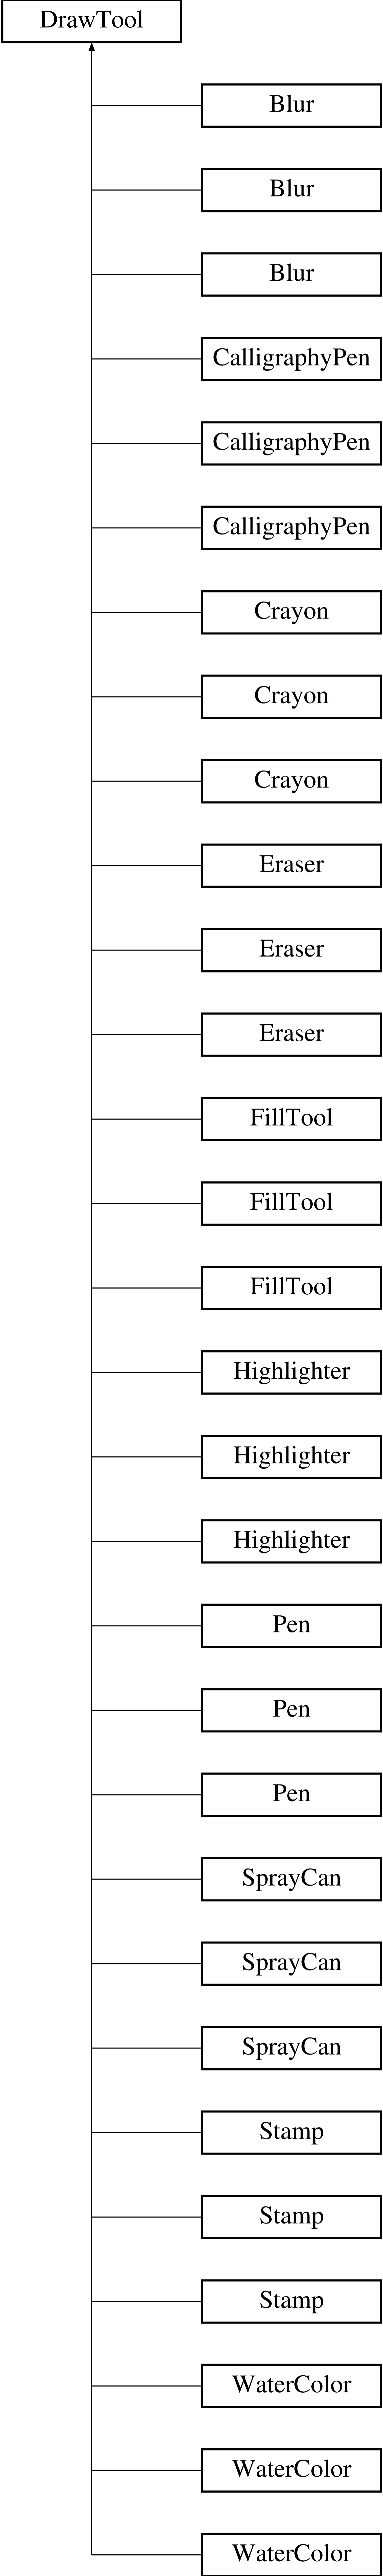 DrawTool
Blur
Blur
Blur
CalligraphyPen
CalligraphyPen
CalligraphyPen
Crayon
Crayon
Crayon
Eraser
Eraser
Eraser
FillTool
FillTool
FillTool
Highlighter
Highlighter
Highlighter
Pen
Pen
Pen
SprayCan
SprayCan
SprayCan
Stamp
Stamp
Stamp
WaterColor
WaterColor
WaterColor